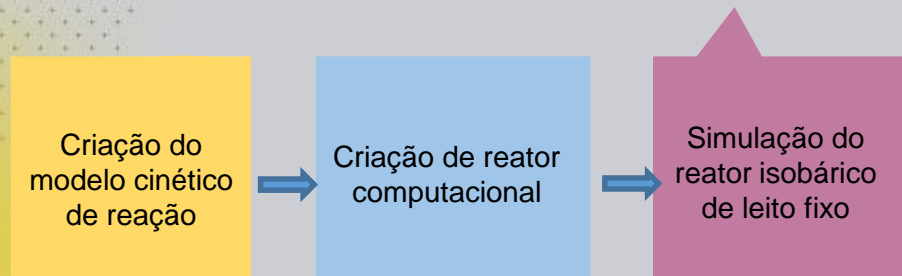 Criação do
modelo cinético
de reação
Criação de reator
computacional
Simulação do
reator isobárico
de leito fixo